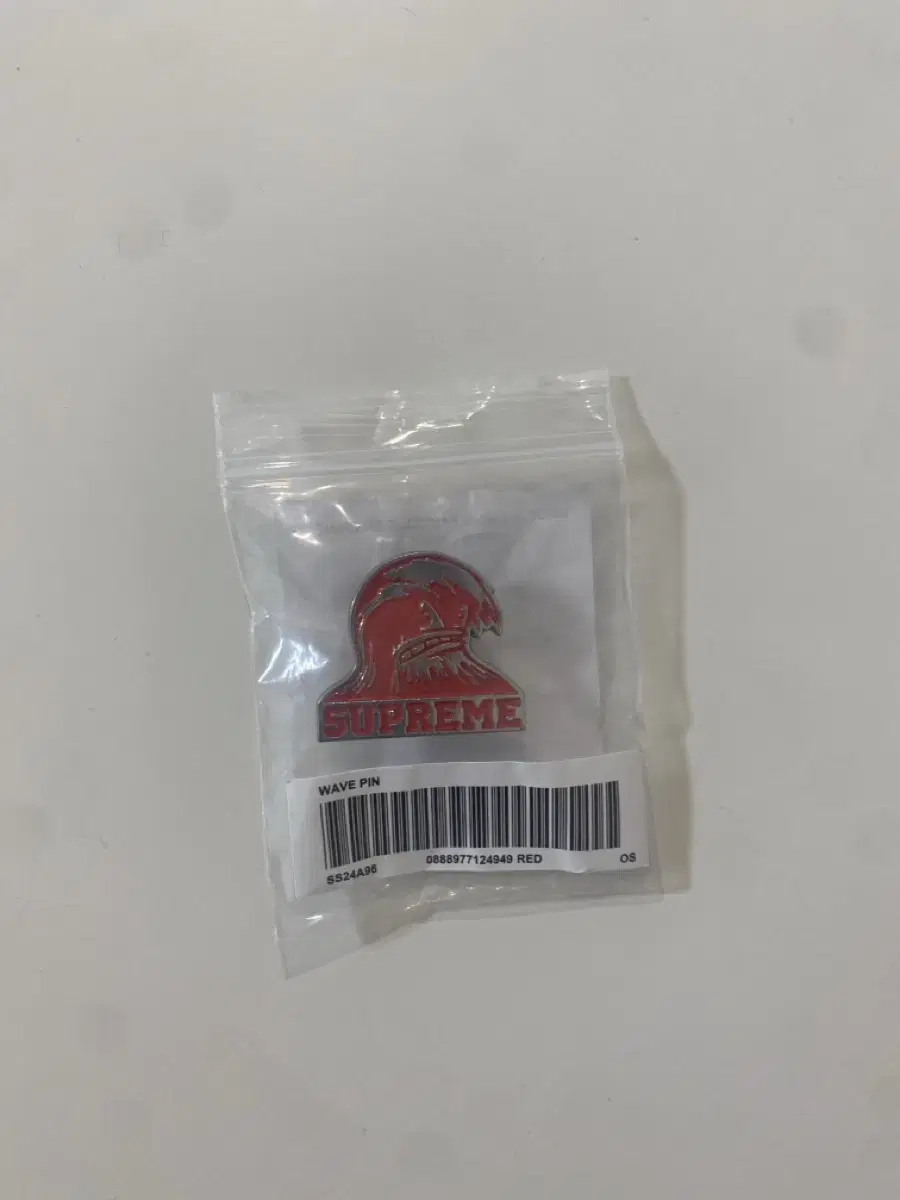 SUPREME
WAVE PIN
0888977124949 RED
OS
SS24A96